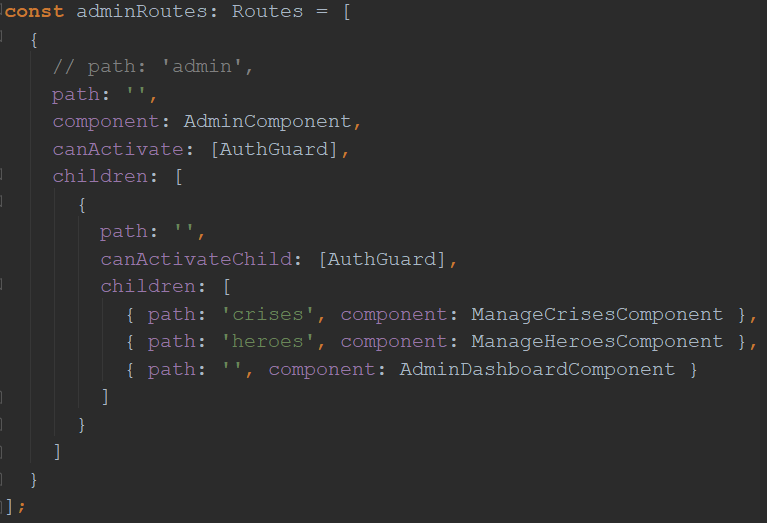 const adminRoutes: Routes = [
  {
    // path: 'admin',
    path: '',
    component: AdminComponent,
    canActivate: [AuthGuard],
    children: [
      {
        path: '',
        canActivateChild: [AuthGuard],
        children: [
          { path: 'crises', component: ManageCrisesComponent },
          { path: 'heroes', component: ManageHeroesComponent },
          { path: '', component: AdminDashboardComponent }
        ]
      }
    ]
  }
];